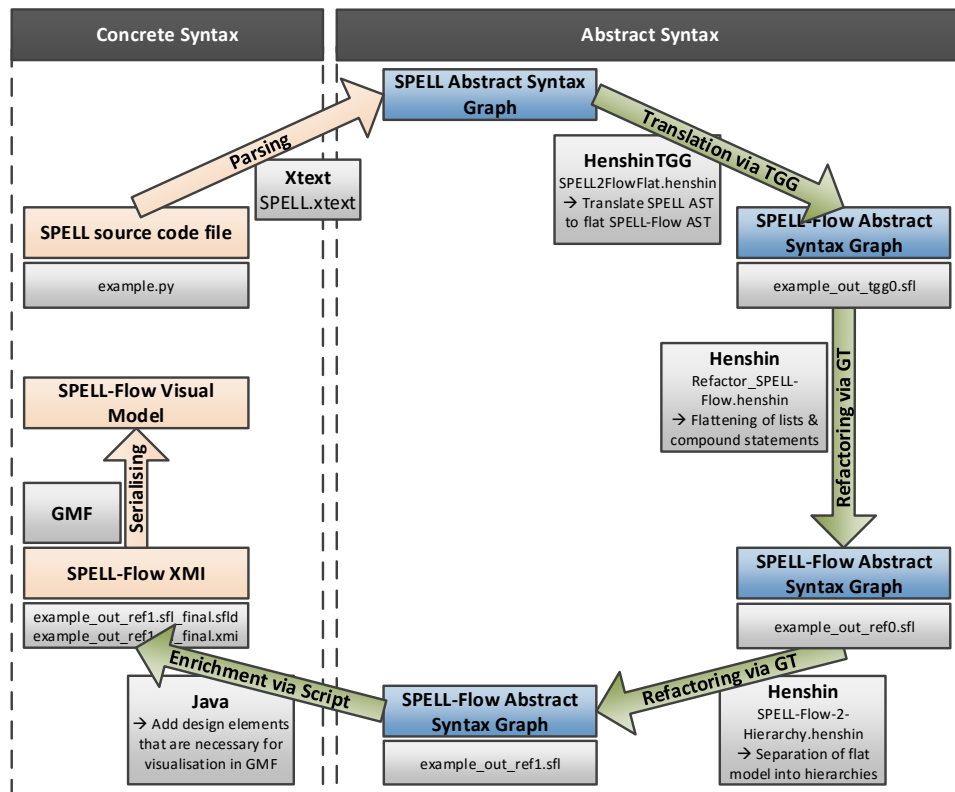 Concrete Syntax
Abstract Syntax
SPELL Abstract Syntax
Graph
Parsing
Translation via TGG
Xtext
SPELL.xtext
HenshinTGG
SPELL2FlowFlat.henshin
→ Translate SPELL AST
to flat SPELL-Flow AST
SPELL source code file
example.py
SPELL-Flow Abstract
Syntax Graph
example_out_tgg0.sfl
Henshin
Refactor_SPELL-
Flow.henshin
→ Flattening of lists &
compound statements
Refactoring via GT
SPELL-Flow Visual
Model
Serialising
GMF
SPELL-Flow XMI
example_out_ref1.sfl_final.sfld
example_out_ref1 _final.xmi
SPELL-Flow Abstract
Syntax Graph
example_out_ref0.sfl
Refactoring via GT
Henshin
SPELL-Flow-2-
Hierarchy.henshin
→ Separation of flat
model into hierarchies
SPELL-Flow Abstract
Syntax Graph
example_out_ref1.sfl
Enrichment via Script
Java
→ Add design elements
that are necessary for
visualisation in GMF